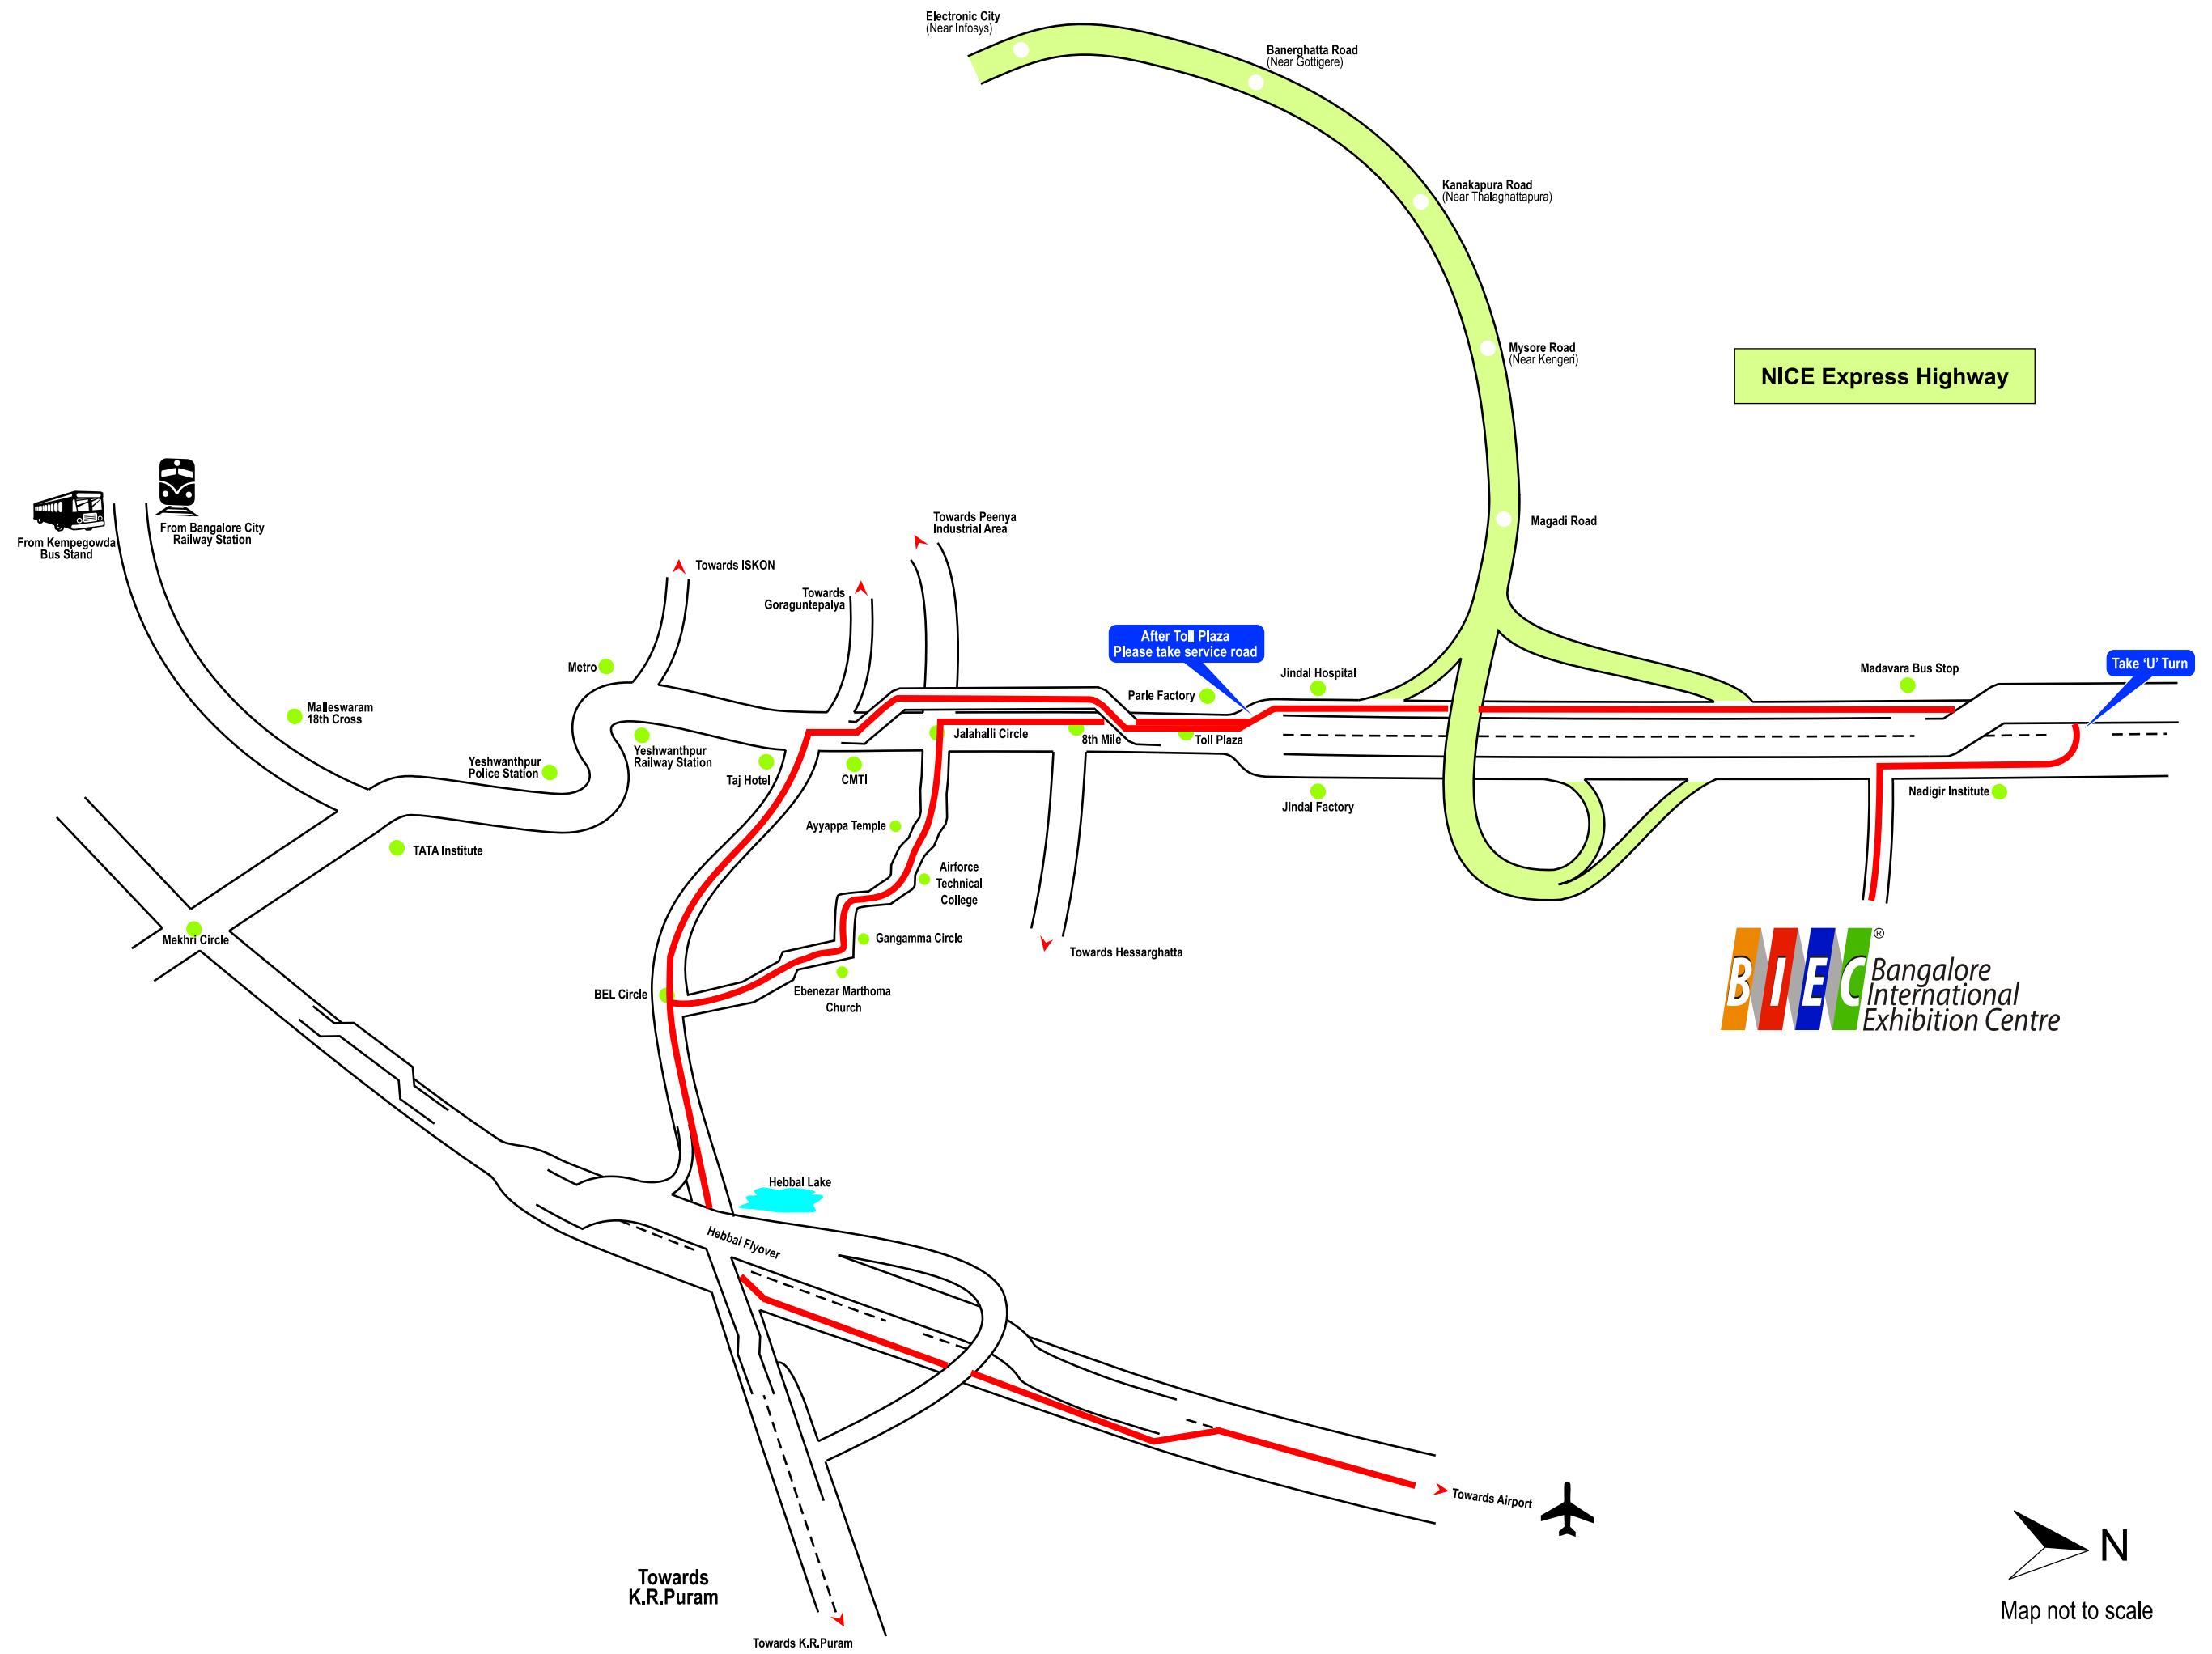 Electronic City
(Near Infosys)
Banerghatta Road
(Near Gottigere)
Kanakapura Road
(Near Thalaghattapura)
Mysore Road
(Near Kengeri)
NICE Express Highway
Magadi Road
From Kempegowda
Bus Stand
From Bangalore City
Railway Station
Towards Peenya
Industrial Area
Towards ISKON
Towards
Goraguntepalya
After Toll Plaza
Please take service road
Metro
Malleswaram
18th Cross
Yeshwanthpur
Police Station
Yeshwanthpur
Railway Station
Taj Hotel
CMTI
Jalahalli Circle
8th Mile
Parle Factory
Toll Plaza
Jindal Hospital
Jindal Factory
Madavara Bus Stop
Take ‘U’ Turn
Nadigir Institute
TATA Institute
Ayyappa Temple
Airforce
Technical
College
Mekhri Circle
Gangamma Circle
Towards Hessarghatta
BEL Circle
Ebenezar Marthoma
Church
BIEC®
Bangalore
International
Exhibition Centre
Hebbal Lake
Hebbal Flyover
Towards Airport
Towards
K.R.Puram
Towards K.R.Puram
N
Map not to scale